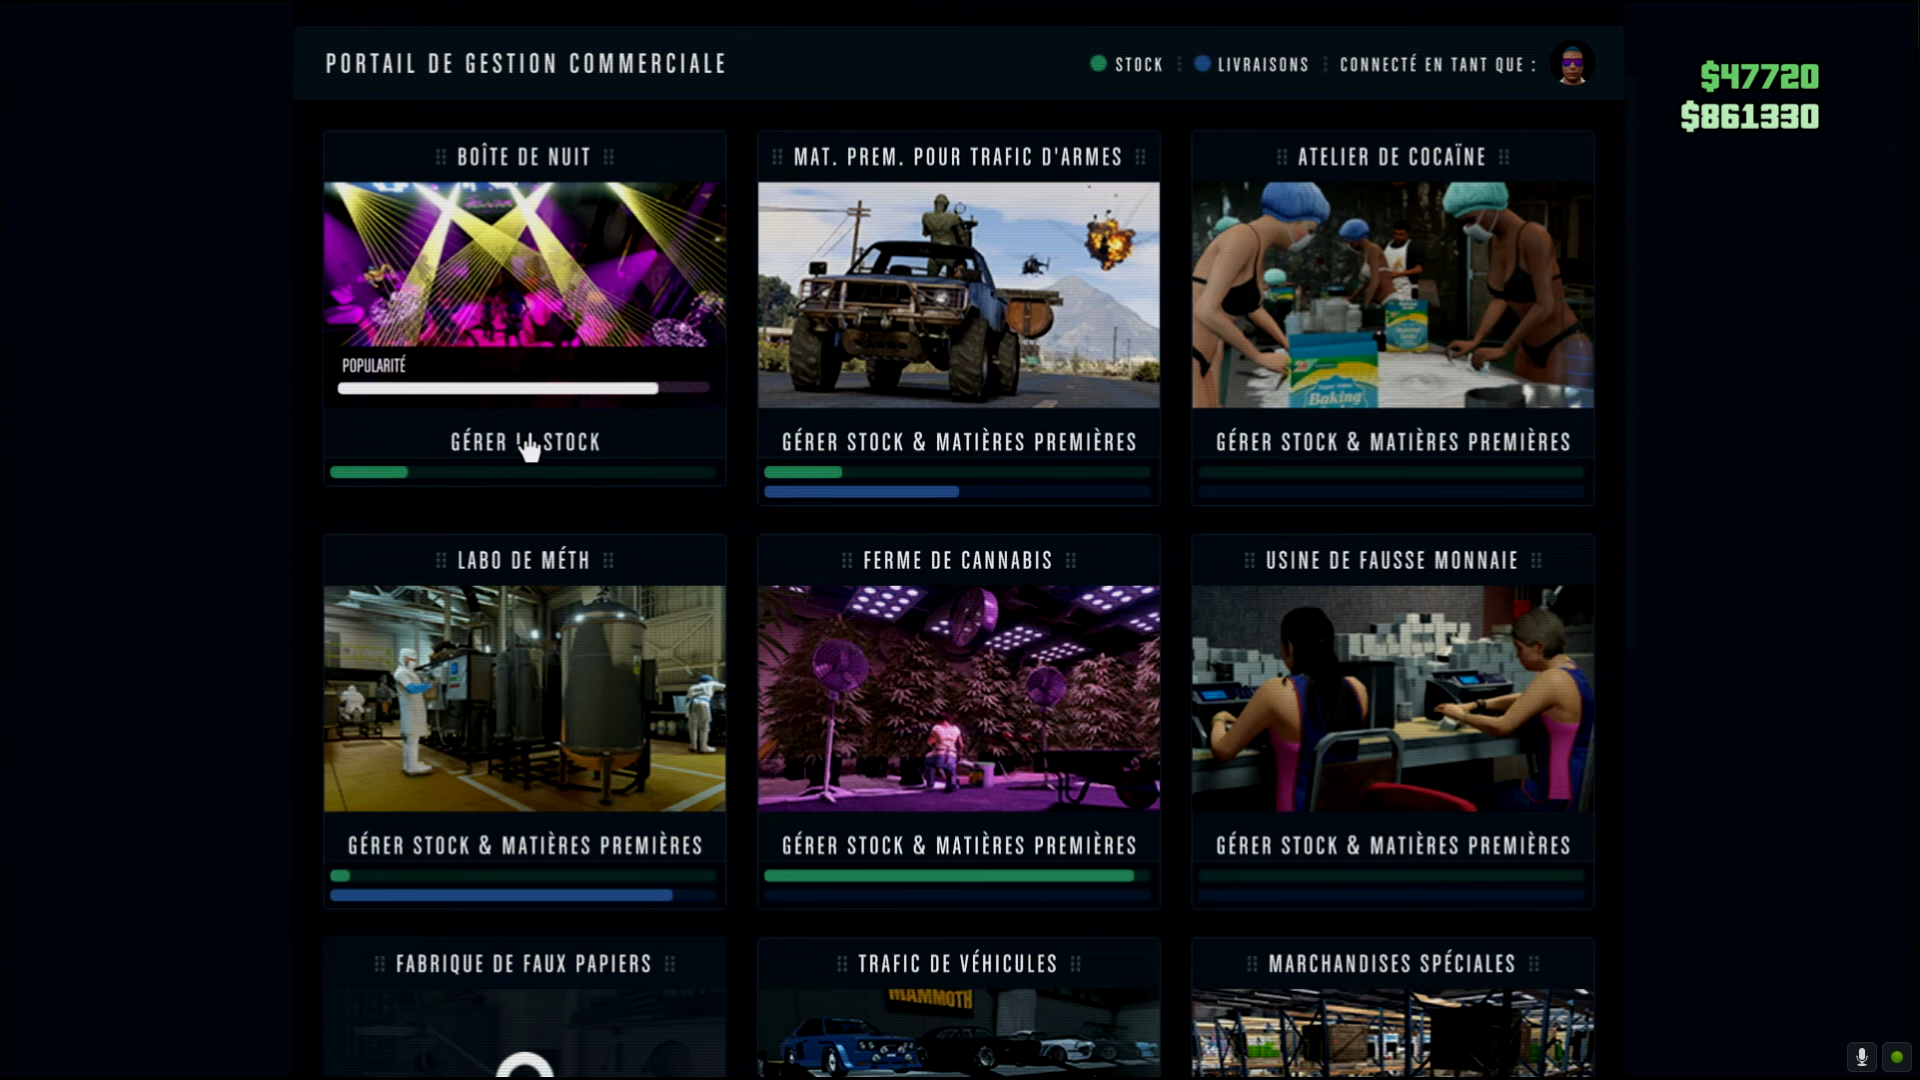 PORTAIL DE GESTION COMMERCIALE
STOCK
LIVRAISONS
CONNECTÉ EN TANT QUE :
$47720
$861330
BOÎTE DE NUIT
MAT. PREM. POUR TRAFIC D'ARMES
ATELIER DE COCAÏNE
POPULARITÉ
Baking
GÉRER STOCK
GÉRER STOCK & MATIÈRES PREMIÈRES
GÉRER STOCK & MATIÈRES PREMIÈRES
LABO DE MÉTH
FERME DE CANNABIS
USINE DE FAUSSE MONNAIE
GÉRER STOCK & MATIÈRES PREMIÈRES
GÉRER STOCK & MATIÈRES PREMIÈRES
GÉRER STOCK & MATIÈRES PREMIÈRES
FABRIQUE DE FAUX PAPIERS
TRAFIC DE VÉHICULES
MARCHANDISES SPÉCIALES
MAMMOTH